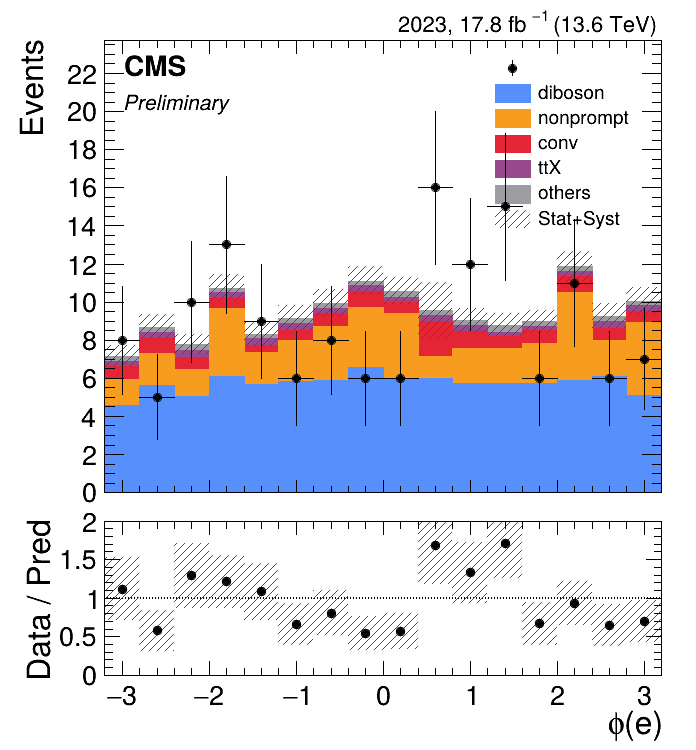 2023, 17.8 fb⁻¹ (13.6 TeV)
Events
CMS
Preliminary
diboson
nonprompt
conv
ttX
others
Stat+Syst
22
20
18
16
14
12
10
8
6
4
2
0
Data / Pred
2
1.5
1
0.5
0
−3 −2 −1 0 1 2 3
ϕ(e)